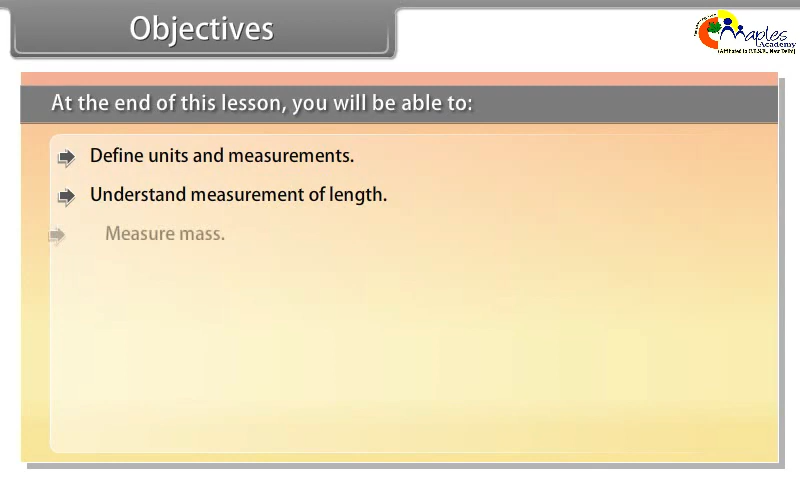 Objectives
Maples
Academy
At the end of this lesson, you will be able to:
Define units and measurements.
Understand measurement of length.
Measure mass.